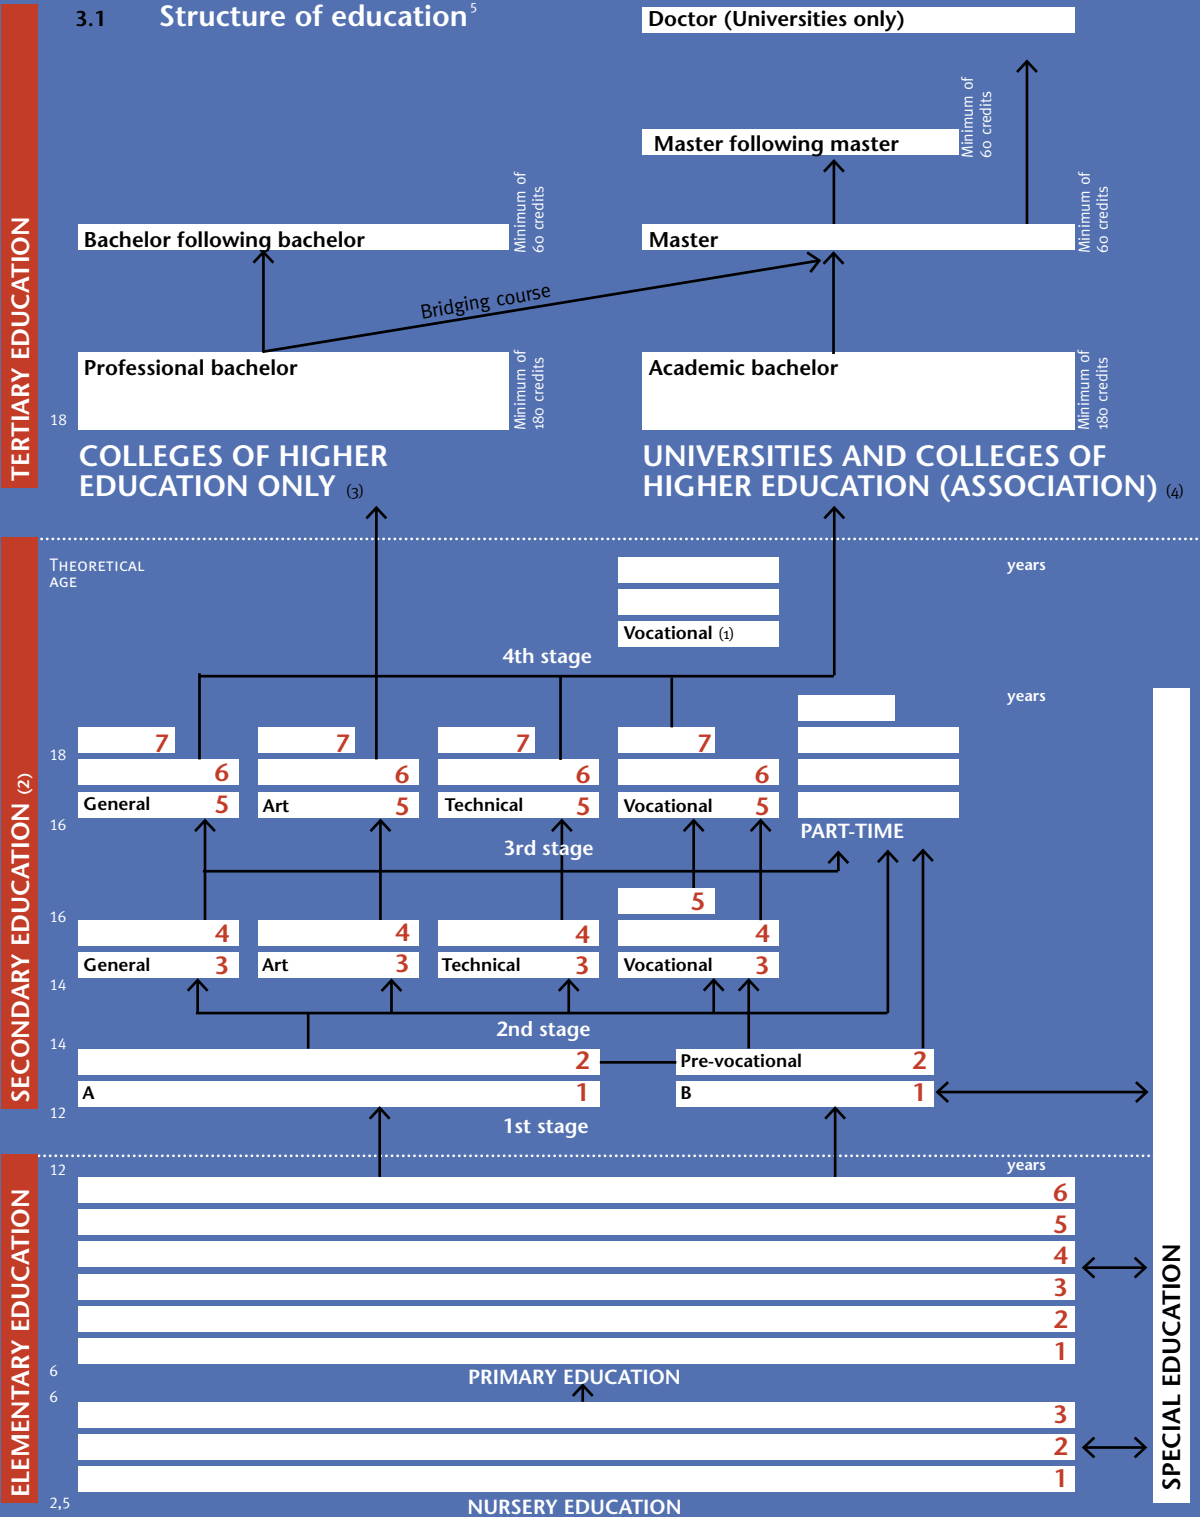 3.1 Structure of education 5
Doctor (Universities only)
Minimum of
60 credits
Master following master
Minimum of
60 credits
Bachelor following bachelor
Minimum of
60 credits
Master
Bridging course
Professional bachelor
Minimum of
180 credits
Academic bachelor
Minimum of
180 credits
18
TERTIARY EDUCATION
COLLEGES OF HIGHER
EDUCATION ONLY (3)
UNIVERSITIES AND COLLEGES OF
HIGHER EDUCATION (ASSOCIATION) (4)
THEORETICAL
AGE
years
Vocational (1)
4th stage
years
7 7 7 7
18
6 6 6 6
General 5 Art 5 Technical 5 Vocational 5
16
PART-TIME
3rd stage
5
16
4 4 4 4
General 3 Art 3 Technical 3 Vocational 3
14
2nd stage
14
2 Pre-vocational 2
A 1 B 1
12
1st stage
SECONDARY EDUCATION (2)
12
years
6
5
4
3
2
1
6
PRIMARY EDUCATION
6
3
2
1
2,5
NURSERY EDUCATION
ELEMENTARY EDUCATION
SPECIAL EDUCATION